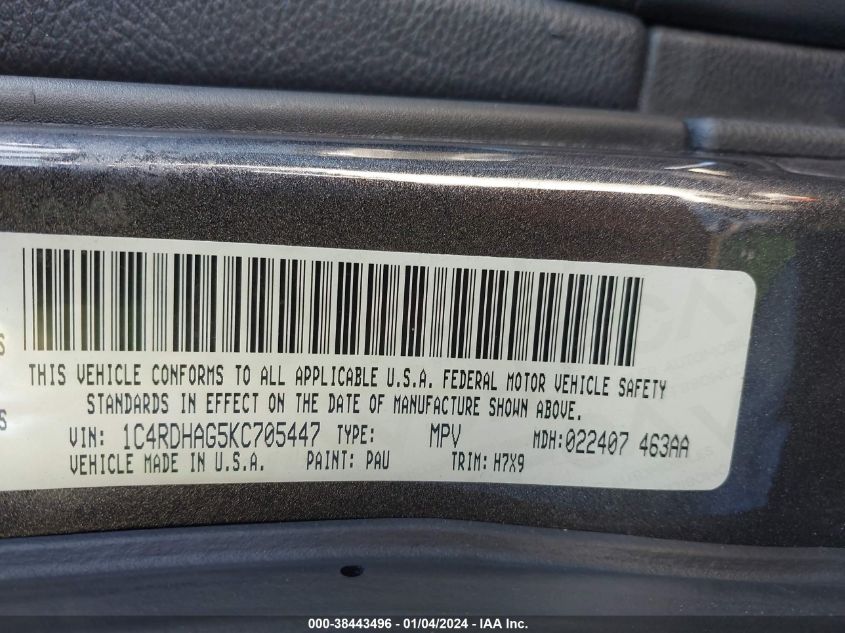 S
THIS VEHICLE CONFORMS TO ALL APPLICABLE U.S.A. FEDERAL MOTOR VEHICLE SAFETY
STANDARDS IN EFFECT ON THE DATE OF MANUFACTURE SHOWN ABOVE.
S
VIN: 1C4RDHAG5KC705447 TYPE: MPV MDH:022407 463AA
VEHICLE MADE IN U.S.A. PAINT: PAU TRIM: H7X9
000-38443496 - 01/04/2024 - IAA Inc.